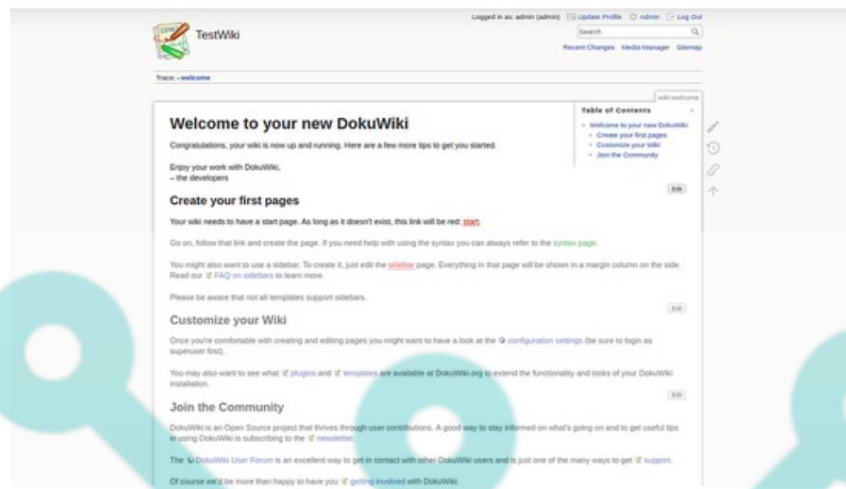 Logged in as: admin (admin) Update Profile Admin Log Out
TestWiki
Search
Recent Changes Media Manager Sitemap
Trace: • welcome
wiki:welcome
Table of Contents
Welcome to your new DokuWiki
Create your first pages
Customize your Wiki
Join the Community
Welcome to your new DokuWiki
Congratulations, your wiki is now up and running. Here are a few more tips to get you started.
Enjoy your work with DokuWiki,
– the developers
Edit
Create your first pages
Your wiki needs to have a start page. As long as it doesn't exist, this link will be red: start.
Go on, follow that link and create the page. If you need help with using the syntax you can always refer to the syntax page.
You might also want to use a sidebar. To create it, just edit the sidebar page. Everything in that page will be shown in a margin column on the side.
Read our FAQ on sidebars to learn more.
Please be aware that not all templates support sidebars.
Edit
Customize your Wiki
Once you're comfortable with creating and editing pages you might want to have a look at the configuration settings (be sure to login as
superuser first).
You may also want to see what plugins and templates are available at DokuWiki.org to extend the functionality and looks of your DokuWiki
installation.
Edit
Join the Community
DokuWiki is an Open Source project that thrives through user contributions. A good way to stay informed on what's going on and to get useful tips
in using DokuWiki is subscribing to the newsletter.
The DokuWiki User Forum is an excellent way to get in contact with other DokuWiki users and is just one of the many ways to get support.
Of course we'd be more than happy to have you getting involved with DokuWiki.